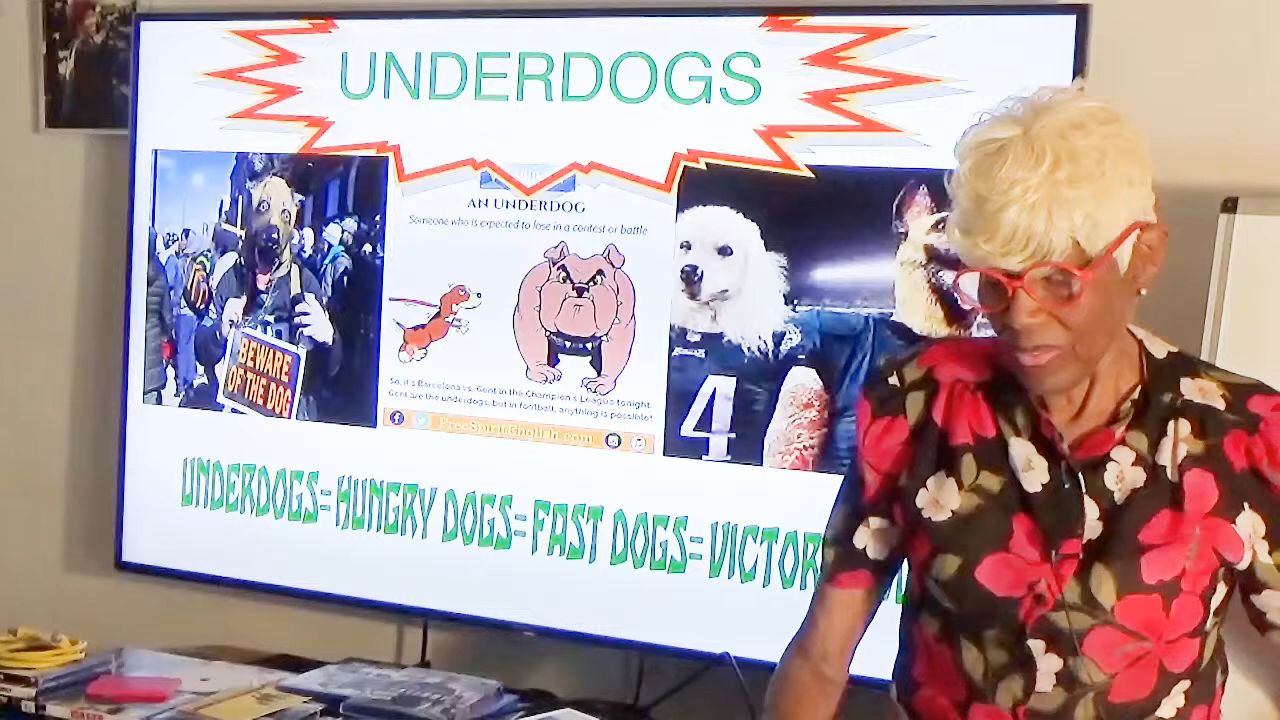 UNDERDOGS
AN UNDERDOG
Someone who is expected to lose in a contest or battle
So, it's Barcelona vs. Gent in the Champion's League tonight.
Gent are the underdogs, but in football, anything is possible!
FreeSpiritEnglish.com
BEWARE
OF THE DOG
4
UNDERDOGS=HUNGRY DOGS=FAST DOGS=VICTOR